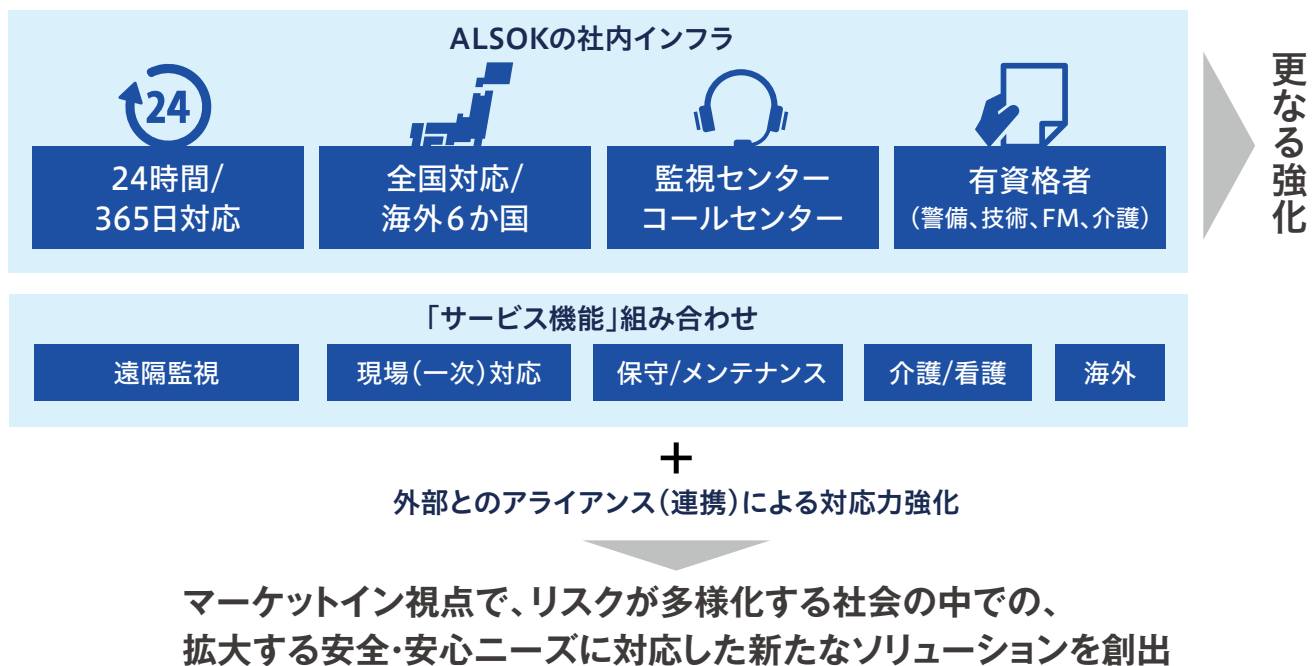 ALSOKの社内インフラ
24
24時間/
365日対応
全国対応/
海外6か国
監視センター
コールセンター
有資格者
(警備、技術、FM、介護)
更なる強化
「サービス機能」組み合わせ
遠隔監視
現場(一次)対応
保守/メンテナンス
介護/看護
海外
+
外部とのアライアンス(連携)による対応力強化
マーケットイン視点で、リスクが多様化する社会の中での、
拡大する安全・安心ニーズに対応した新たなソリューションを創出